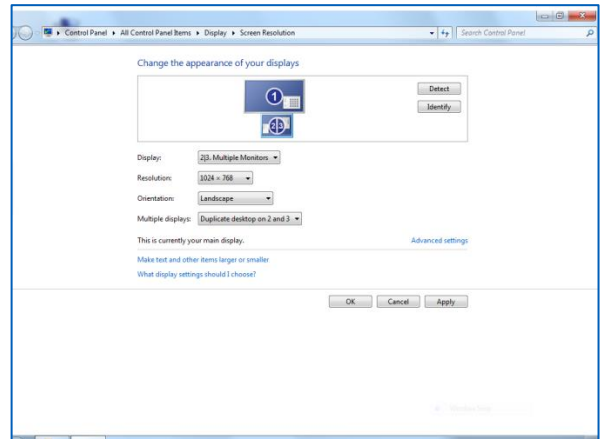 Control Panel ▸ All Control Panel Items ▸ Display ▸ Screen Resolution
Search Control Panel
Change the appearance of your displays
1
2|3
Detect
Identify
Display: 2|3. Multiple Monitors
Resolution: 1024 × 768
Orientation: Landscape
Multiple displays: Duplicate desktop on 2 and 3
This is currently your main display. Advanced settings
Make text and other items larger or smaller
What display settings should I choose?
OK Cancel Apply